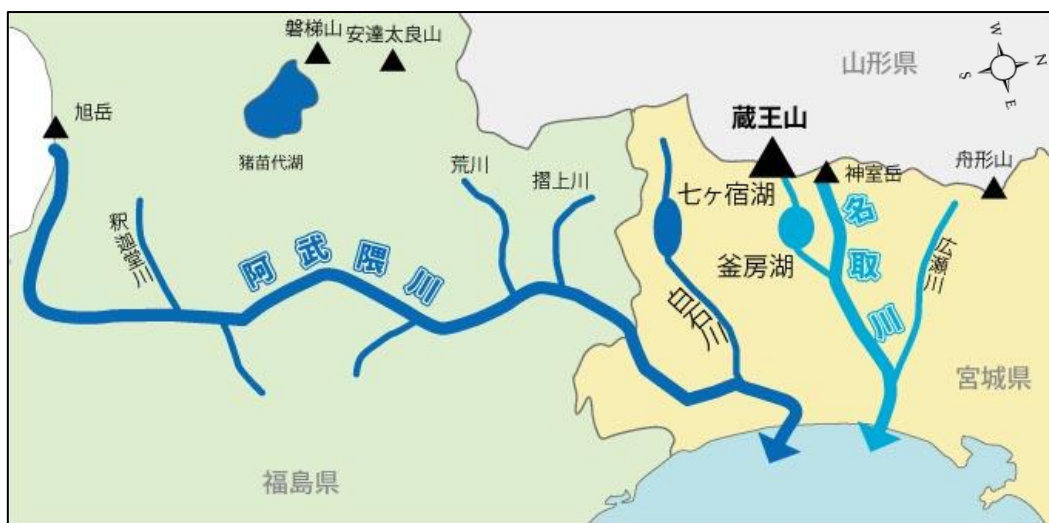 磐梯山
安達太良山
山形県
W
N
S
E
旭岳
蔵王山
猪苗代湖
荒川
摺上川
七ヶ宿湖
神室岳
舟形山
釈迦堂川
阿武隈川
名取川
釜房湖
広瀬川
白石川
宮城県
福島県